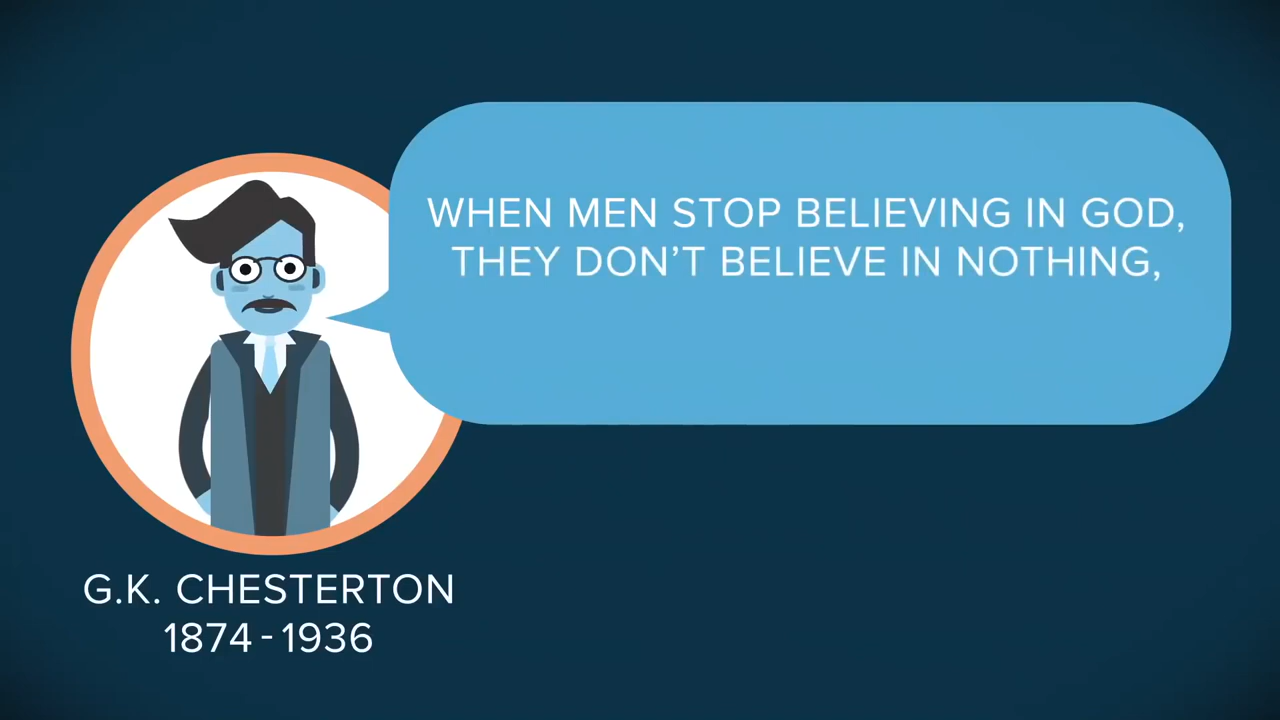 WHEN MEN STOP BELIEVING IN GOD,
THEY DON'T BELIEVE IN NOTHING,
G.K. CHESTERTON
1874 - 1936